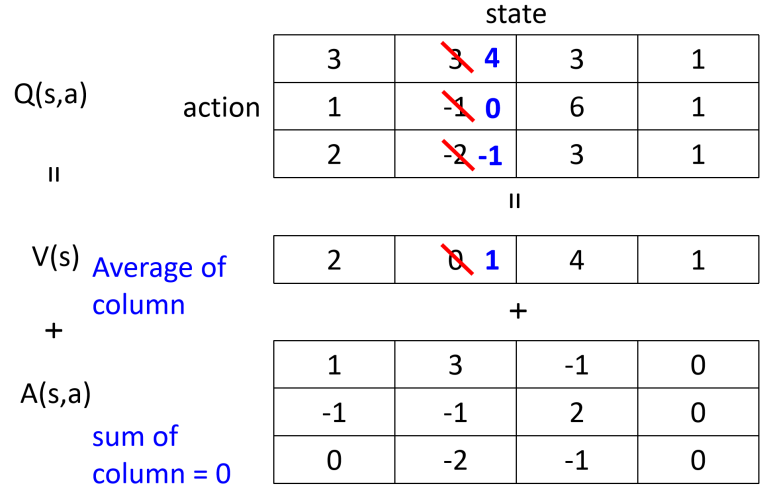 state
3 3 4 3 1
Q(s,a) action 1 -1 0 6 1
2 -2 -1 3 1
=
=
V(s) Average of column 2 0 1 4 1
+
+
1 3 -1 0
A(s,a) -1 -1 2 0
sum of column = 0 0 -2 -1 0